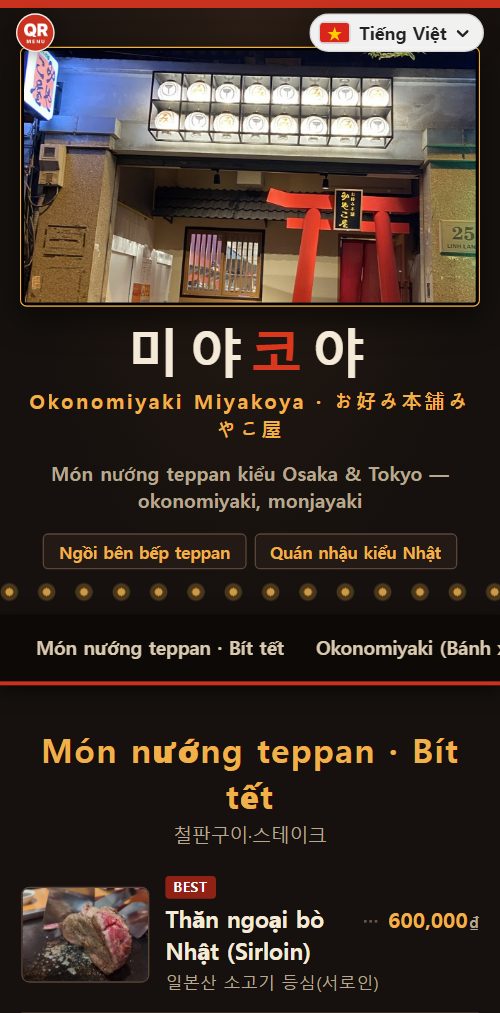 QR
MENU
Tiếng Việt
25
LINH LAN
미야코야
Okonomiyaki Miyakoya · お好み本舗み
やこ屋
Món nướng teppan kiểu Osaka & Tokyo —
okonomiyaki, monjayaki
Ngồi bên bếp teppan
Quán nhậu kiểu Nhật
Món nướng teppan · Bít tết
Okonomiyaki (Bánh
Món nướng teppan · Bít
tết
철판구이·스테이크
BEST
Thăn ngoại bò
Nhật (Sirloin)
··· 600,000₫
일본산 소고기 등심(서로인)